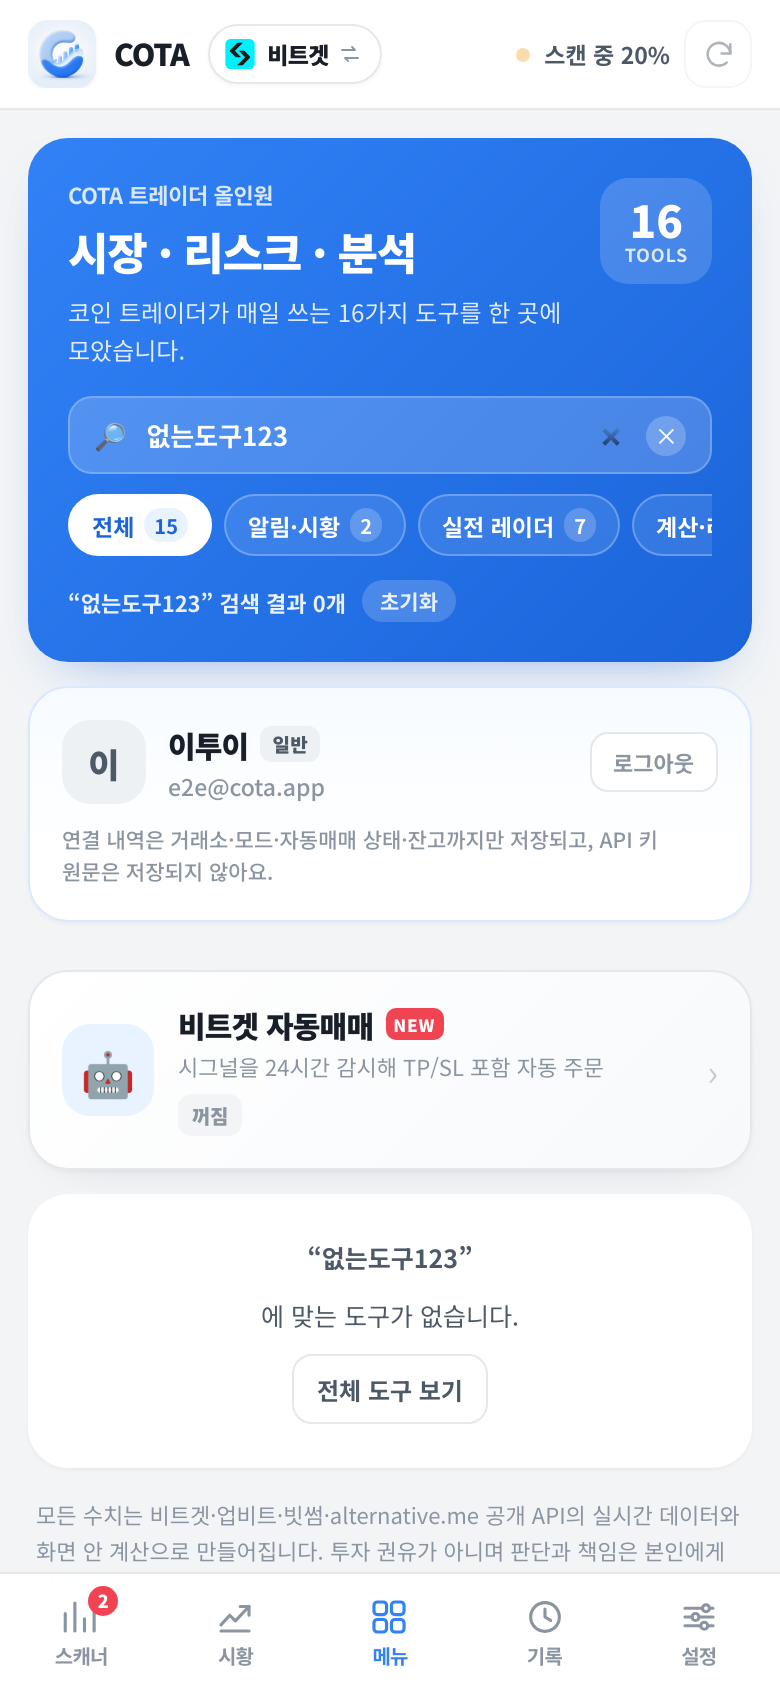 COTA 비트겟 스캔 중 20%
COTA 트레이더 올인원
시장 · 리스크 · 분석
16
TOOLS
코인 트레이더가 매일 쓰는 16가지 도구를 한 곳에
모았습니다.
없는도구123
전체 15 알림·시황 2 실전 레이더 7 계산·
“없는도구123” 검색 결과 0개 초기화
이
이투이 일반
e2e@cota.app
로그아웃
연결 내역은 거래소·모드·자동매매 상태·잔고까지만 저장되고, API 키
원문은 저장되지 않아요.
비트겟 자동매매 NEW
시그널을 24시간 감시해 TP/SL 포함 자동 주문
꺼짐
“없는도구123”
에 맞는 도구가 없습니다.
전체 도구 보기
모든 수치는 비트겟·업비트·빗썸·alternative.me 공개 API의 실시간 데이터와
화면 안 계산으로 만들어집니다. 투자 권유가 아니며 판단과 책임은 본인에게
2
스캐너 시황 메뉴 기록 설정